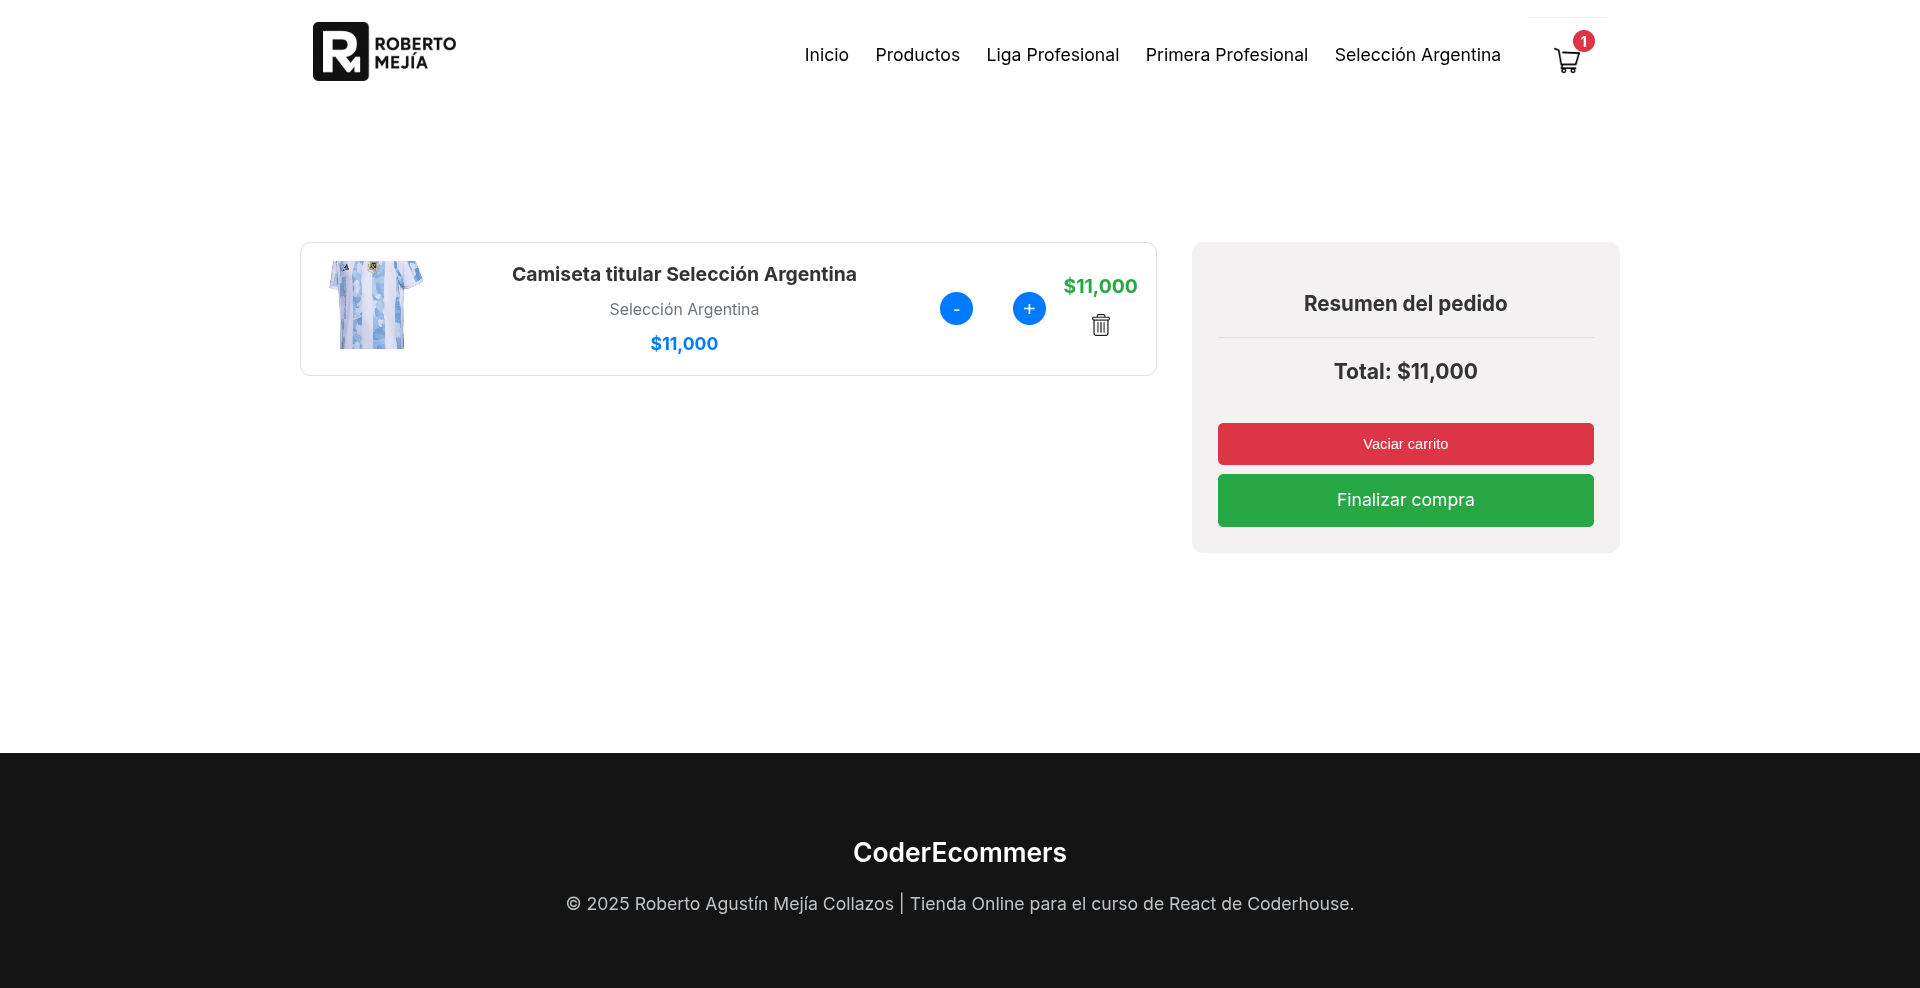 ROBERTO
MEJÍA
Inicio Productos Liga Profesional Primera Profesional Selección Argentina 1
Camiseta titular Selección Argentina
Selección Argentina
$11,000
- +
$11,000
Resumen del pedido
Total: $11,000
Vaciar carrito
Finalizar compra
CoderEcommers
© 2025 Roberto Agustín Mejía Collazos | Tienda Online para el curso de React de Coderhouse.